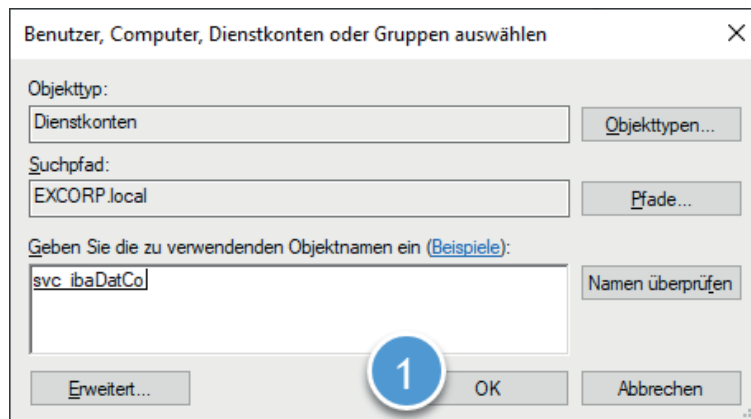 Benutzer, Computer, Dienstkonten oder Gruppen auswählen
Objekttyp:
Dienstkonten
Objekttypen...
Suchpfad:
EXCORP.local
Pfade...
Geben Sie die zu verwendenden Objektnamen ein (Beispiele):
svc_ibaDatCo
Namen überprüfen
Erweitert...
1
OK
Abbrechen